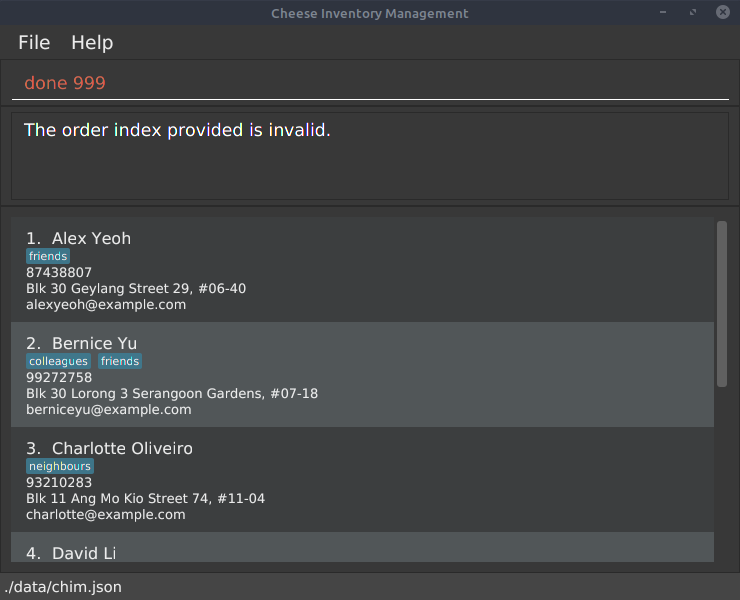 Cheese Inventory Management
File Help
done 999
The order index provided is invalid.
1. Alex Yeoh
friends
87438807
Blk 30 Geylang Street 29, #06-40
alexyeoh@example.com
2. Bernice Yu
colleagues friends
99272758
Blk 30 Lorong 3 Serangoon Gardens, #07-18
berniceyu@example.com
3. Charlotte Oliveiro
neighbours
93210283
Blk 11 Ang Mo Kio Street 74, #11-04
charlotte@example.com
4. David Li
./data/chim.json